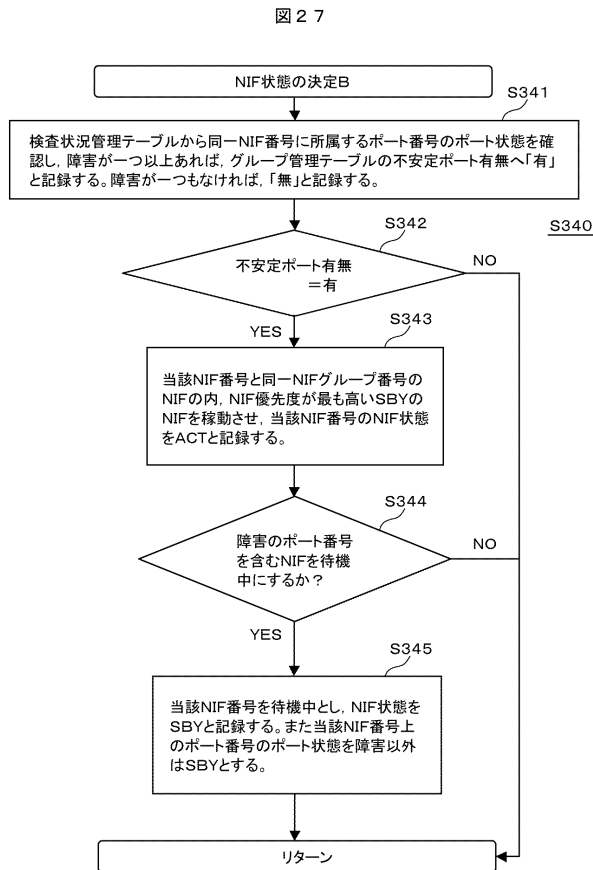 図２７
NIF状態の決定B
S341
検査状況管理テーブルから同一NIF番号に所属するポート番号のポート状態を確
認し，障害が一つ以上あれば，グループ管理テーブルの不安定ポート有無へ「有」
と記録する。障害が一つもなければ，「無」と記録する。
S340
S342
不安定ポート有無
＝有
NO
YES
S343
当該NIF番号と同一NIFグループ番号の
NIFの内，NIF優先度が最も高いSBYの
NIFを稼動させ，当該NIF番号のNIF状態
をACTと記録する。
S344
障害のポート番号
を含むNIFを待機
中にするか？
NO
YES
S345
当該NIF番号を待機中とし，NIF状態を
SBYと記録する。また当該NIF番号上
のポート番号のポート状態を障害以外
はSBYとする。
リターン